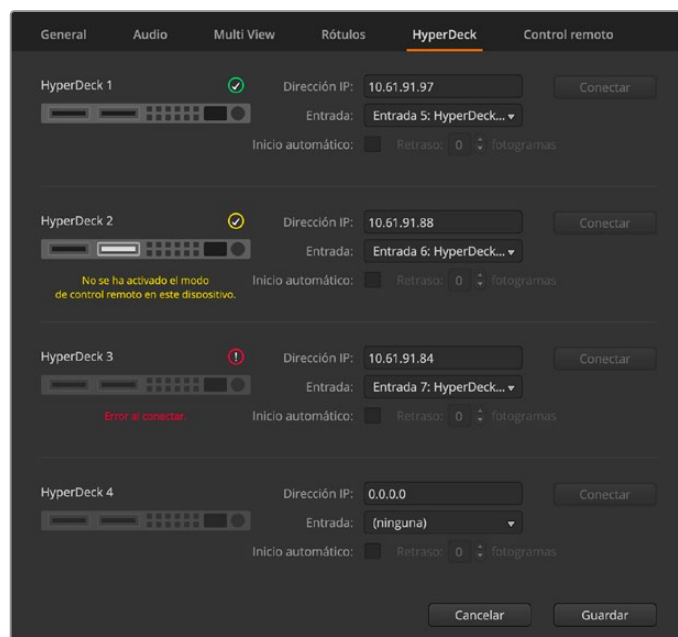 General Audio Multi View Rótulos HyperDeck Control remoto
HyperDeck 1 Dirección IP: 10.61.91.97 Conectar
Entrada: Entrada 5: HyperDeck...
Inicio automático: Retraso: 0 fotogramas
HyperDeck 2 Dirección IP: 10.61.91.88 Conectar
Entrada: Entrada 6: HyperDeck...
No se ha activado el modo
de control remoto en este dispositivo.
Inicio automático: Retraso: 0 fotogramas
HyperDeck 3 Dirección IP: 10.61.91.84 Conectar
Entrada: Entrada 7: HyperDeck...
Error al conectar. Inicio automático: Retraso: 0 fotogramas
HyperDeck 4 Dirección IP: 0.0.0.0 Conectar
Entrada: (ninguna)
Inicio automático: Retraso: 0 fotogramas
Cancelar Guardar